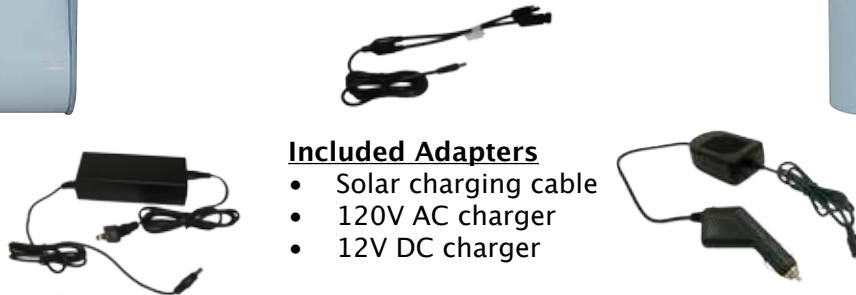 Included Adapters
• Solar charging cable
• 120V AC charger
• 12V DC charger